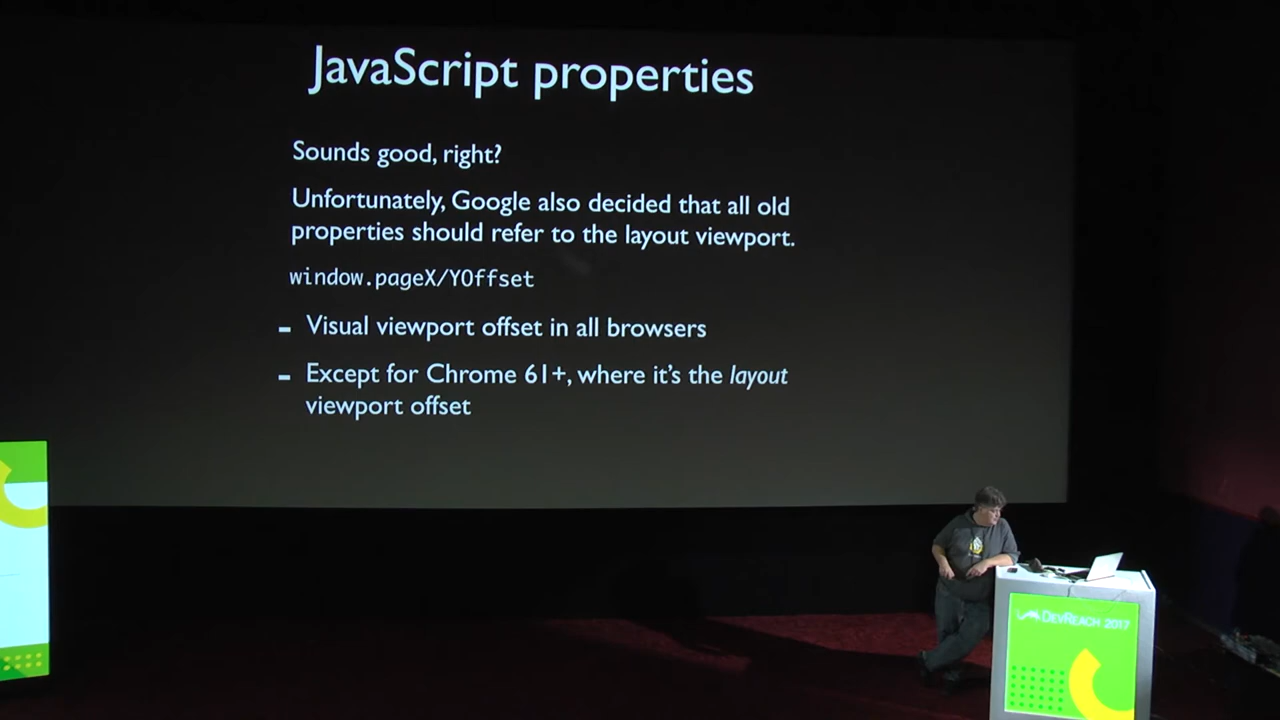 JavaScript properties
Sounds good, right?
Unfortunately, Google also decided that all old
properties should refer to the layout viewport.
window.pageX/YOffset
- Visual viewport offset in all browsers
- Except for Chrome 61+, where it's the layout
viewport offset
DEVREACH 2017